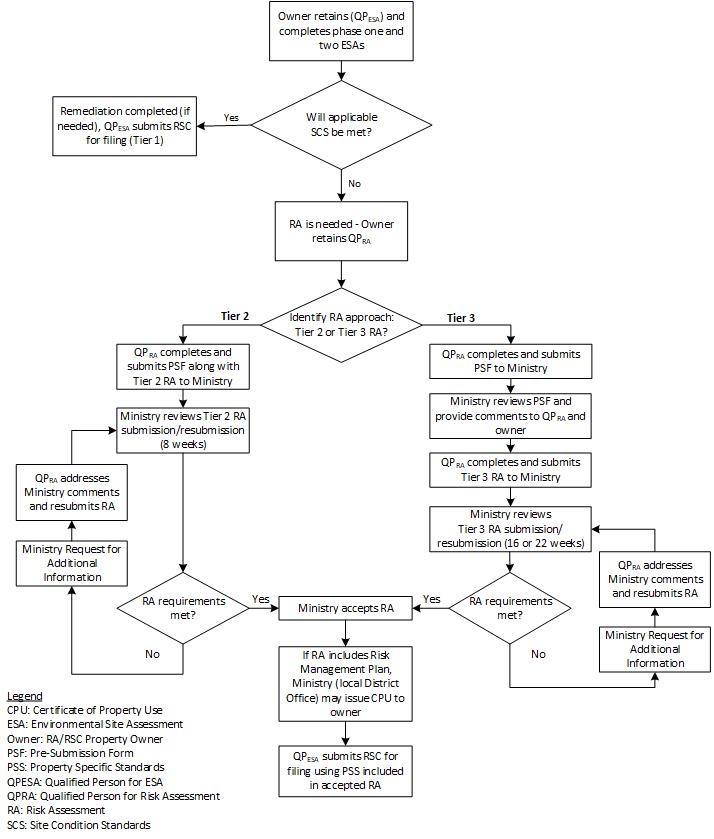 Owner retains (QPESA) and
completes phase one and
two ESAs
Will applicable
SCS be met?
Yes
Remediation completed (if
needed), QPESA submits RSC
for filing (Tier 1)
No
RA is needed - Owner
retains QPRA
Identify RA approach:
Tier 2 or Tier 3 RA?
Tier 2
Tier 3
QPRA completes and
submits PSF along with
Tier 2 RA to Ministry
Ministry reviews Tier 2 RA
submission/resubmission
(8 weeks)
QPRA addresses
Ministry comments
and resubmits RA
Ministry Request for
Additional
Information
RA requirements
met?
Yes
No
QPRA completes and submits
PSF to Ministry
Ministry reviews PSF and
provide comments to QPRA and
owner
QPRA completes and submits
Tier 3 RA to Ministry
Ministry reviews
Tier 3 RA submission/
resubmission (16 or 22 weeks)
QPRA addresses
Ministry comments
and resubmits RA
Ministry Request for
Additional
Information
RA requirements
met?
Yes
No
Ministry accepts RA
If RA includes Risk
Management Plan,
Ministry (local District
Office) may issue CPU to
owner
QPESA submits RSC for
filing using PSS included
in accepted RA
Legend
CPU: Certificate of Property Use
ESA: Environmental Site Assessment
Owner: RA/RSC Property Owner
PSF: Pre-Submission Form
PSS: Property Specific Standards
QPESA: Qualified Person for ESA
QPRA: Qualified Person for Risk Assessment
RA: Risk Assessment
SCS: Site Condition Standards